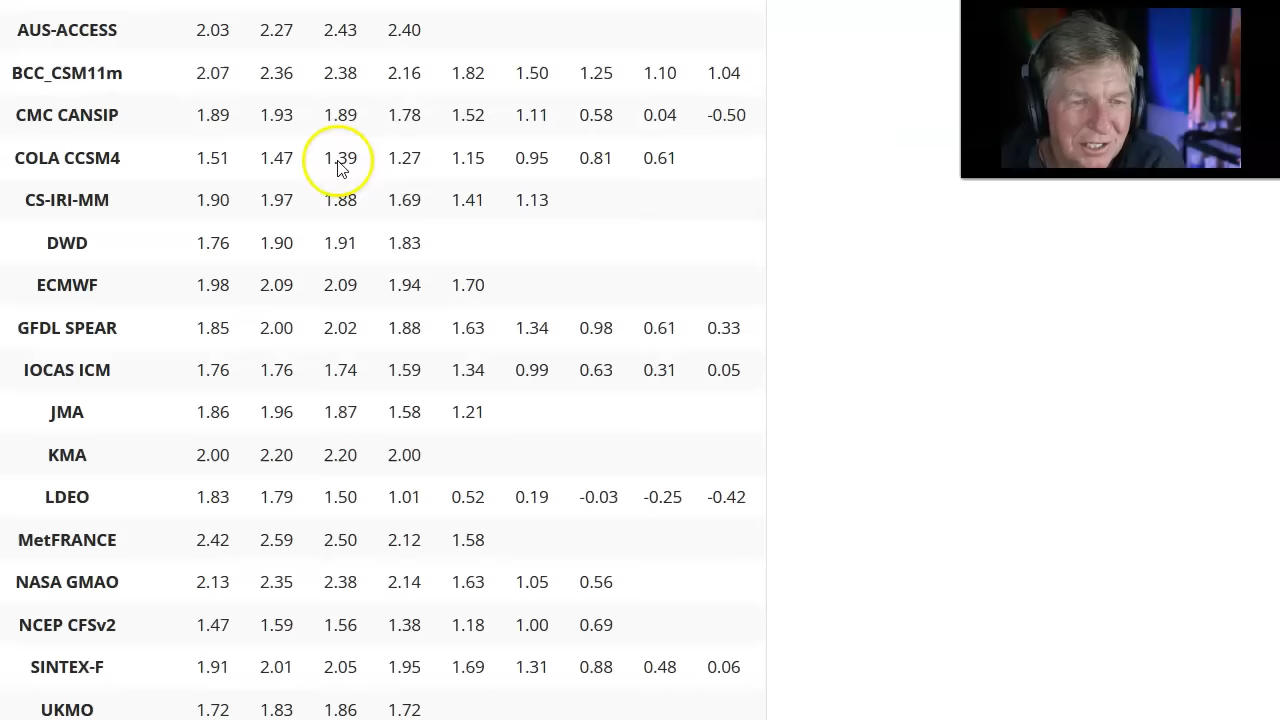 AUS-ACCESS 2.03 2.27 2.43 2.40
BCC_CSM11m 2.07 2.36 2.38 2.16 1.82 1.50 1.25 1.10 1.04
CMC CANSIP 1.89 1.93 1.89 1.78 1.52 1.11 0.58 0.04 -0.50
COLA CCSM4 1.51 1.47 1.39 1.27 1.15 0.95 0.81 0.61
CS-IRI-MM 1.90 1.97 1.88 1.69 1.41 1.13
DWD 1.76 1.90 1.91 1.83
ECMWF 1.98 2.09 2.09 1.94 1.70
GFDL SPEAR 1.85 2.00 2.02 1.88 1.63 1.34 0.98 0.61 0.33
IOCAS ICM 1.76 1.76 1.74 1.59 1.34 0.99 0.63 0.31 0.05
JMA 1.86 1.96 1.87 1.58 1.21
KMA 2.00 2.20 2.20 2.00
LDEO 1.83 1.79 1.50 1.01 0.52 0.19 -0.03 -0.25 -0.42
MetFRANCE 2.42 2.59 2.50 2.12 1.58
NASA GMAO 2.13 2.35 2.38 2.14 1.63 1.05 0.56
NCEP CFSv2 1.47 1.59 1.56 1.38 1.18 1.00 0.69
SINTEX-F 1.91 2.01 2.05 1.95 1.69 1.31 0.88 0.48 0.06
UKMO 1.72 1.83 1.86 1.72